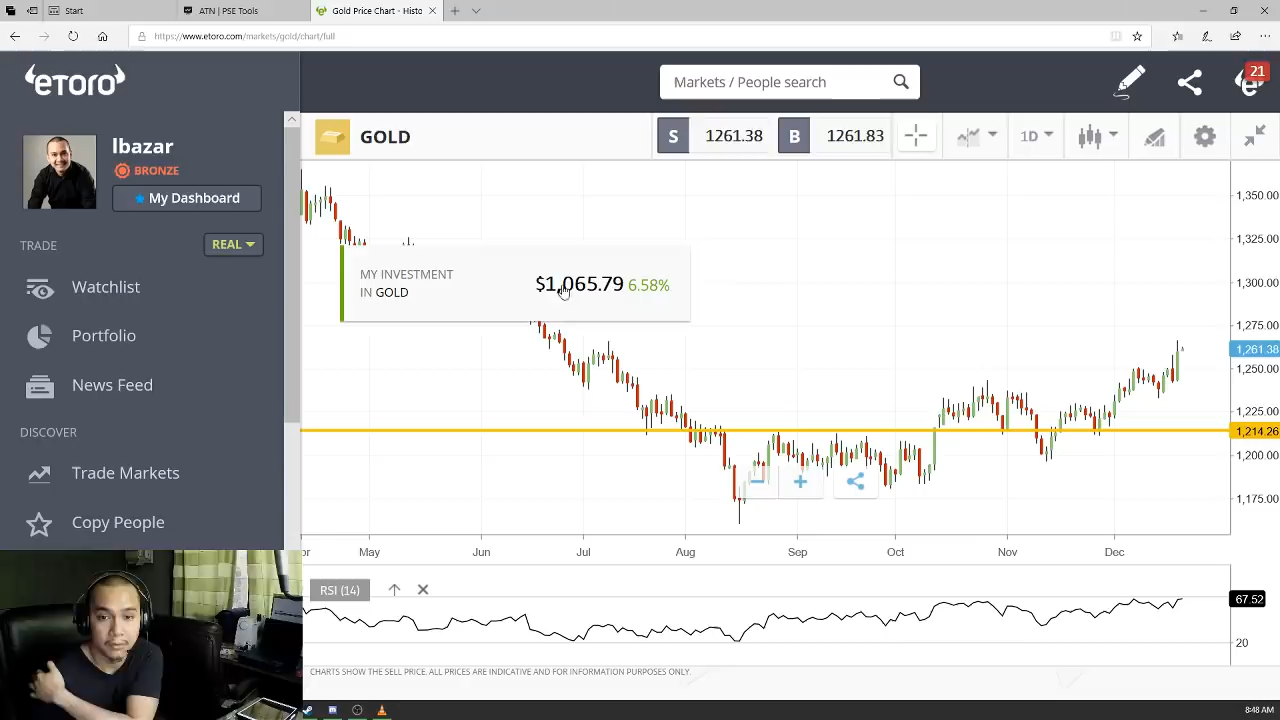 Start
ATN | PSE Tools
Gold Price Chart - Histo
https://www.etoro.com/markets/gold/chart/full
etoro
Markets / People search
21
lbazar
BRONZE
My Dashboard
GOLD
S 1261.38 B 1261.83
1D
TRADE
REAL
Watchlist
Portfolio
News Feed
DISCOVER
Trade Markets
Copy People
MY INVESTMENT
IN GOLD
$1,065.79 6.58%
1,350.00
1,325.00
1,300.00
1,275.00
1,261.38
1,250.00
1,225.00
1,214.26
1,200.00
1,175.00
May Jun Jul Aug Sep Oct Nov Dec
RSI (14)
67.52
20
CHARTS SHOW THE SELL PRICE. ALL PRICES ARE INDICATIVE AND FOR INFORMATION PURPOSES ONLY.
8:48 AM